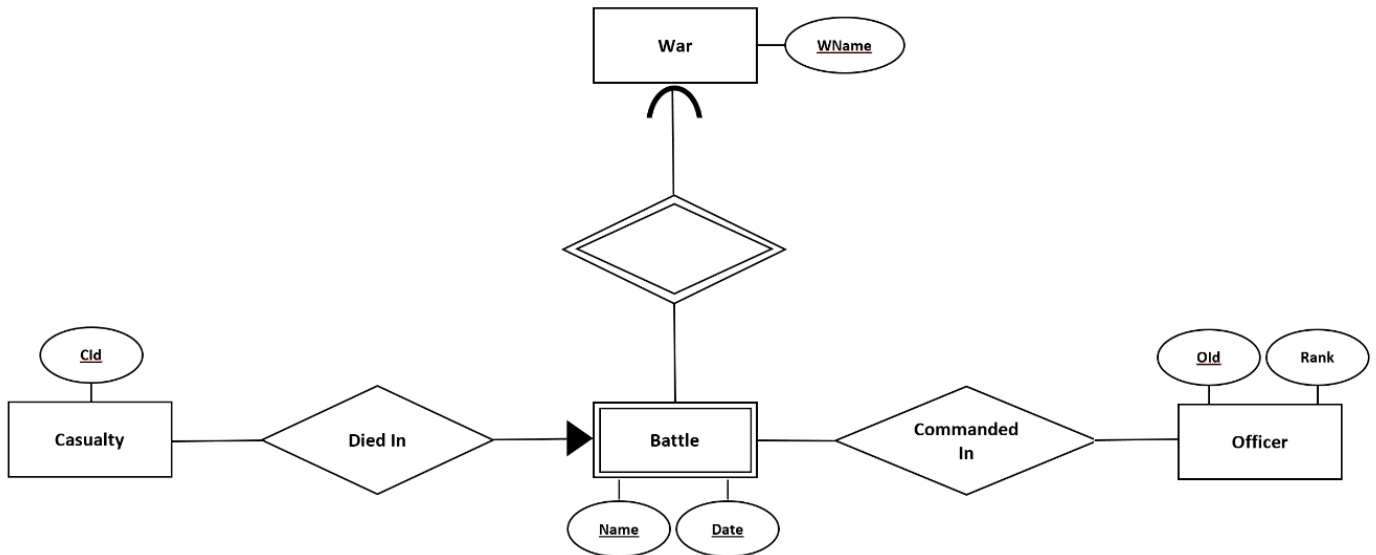 War
WName
CId
OId
Rank
Casualty
Died In
Battle
Commanded
In
Officer
Name
Date